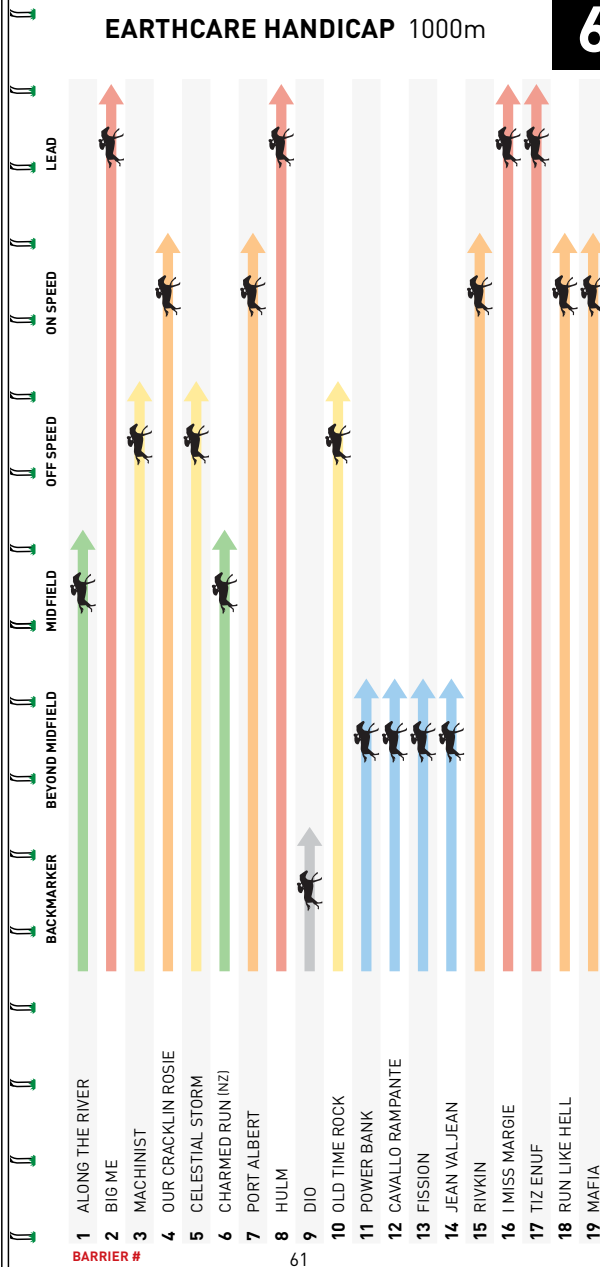 EARTHCARE HANDICAP 1000m
6
LEAD
ON SPEED
OFF SPEED
MIDFIELD
BEYOND MIDFIELD
BACKMARKER
1 ALONG THE RIVER
2 BIG ME
3 MACHINIST
4 OUR CRACKLIN ROSIE
5 CELESTIAL STORM
6 CHARMED RUN (NZ)
7 PORT ALBERT
8 HULM
9 DIO
10 OLD TIME ROCK
11 POWER BANK
12 CAVALLO RAMPANTE
13 FISSION
14 JEAN VALJEAN
15 RIVKIN
16 I MISS MARGIE
17 TIZ ENUF
18 RUN LIKE HELL
19 MAFIA
BARRIER #
61